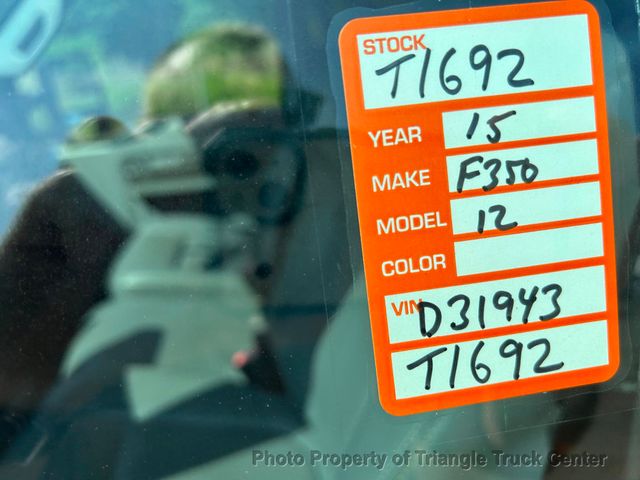 STOCK
T1692
YEAR 15
MAKE F350
MODEL 12
COLOR
VIN D31943
T1692
Photo Property of Triangle Truck Center